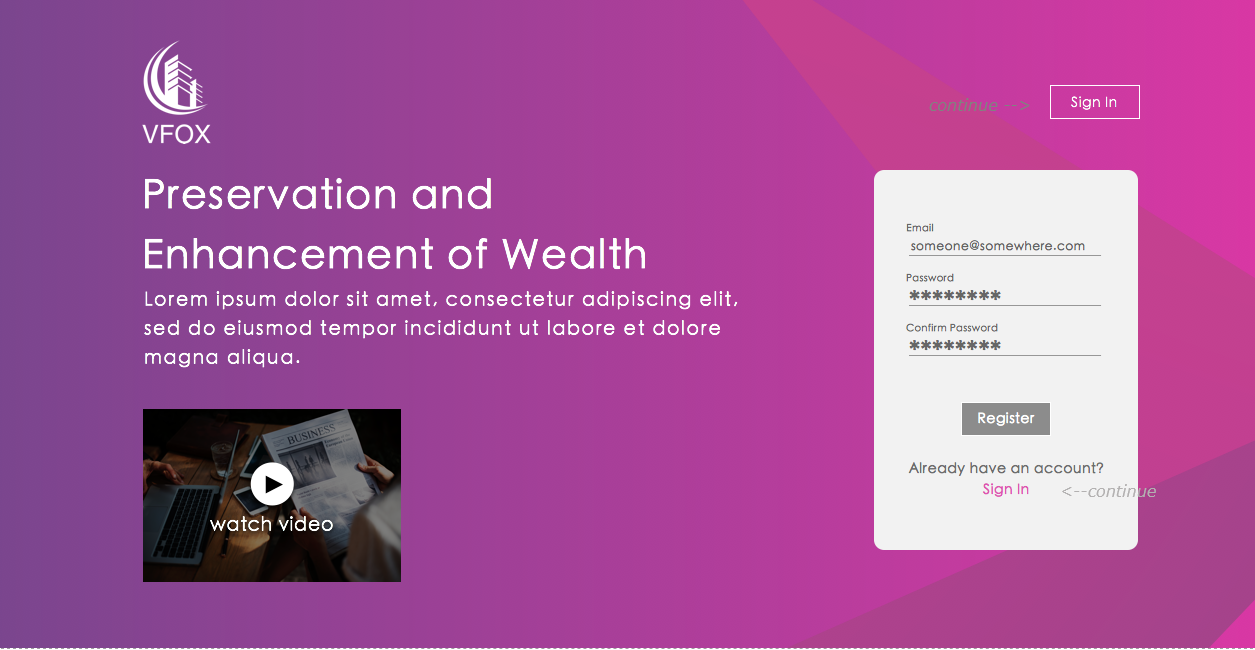 VFOX
continue -->
Sign In
Preservation and
Enhancement of Wealth
Lorem ipsum dolor sit amet, consectetur adipiscing elit,
sed do eiusmod tempor incididunt ut labore et dolore
magna aliqua.
BUSINESS
watch video
Email
someone@somewhere.com
Password
********
Confirm Password
********
Register
Already have an account?
Sign In
<--continue